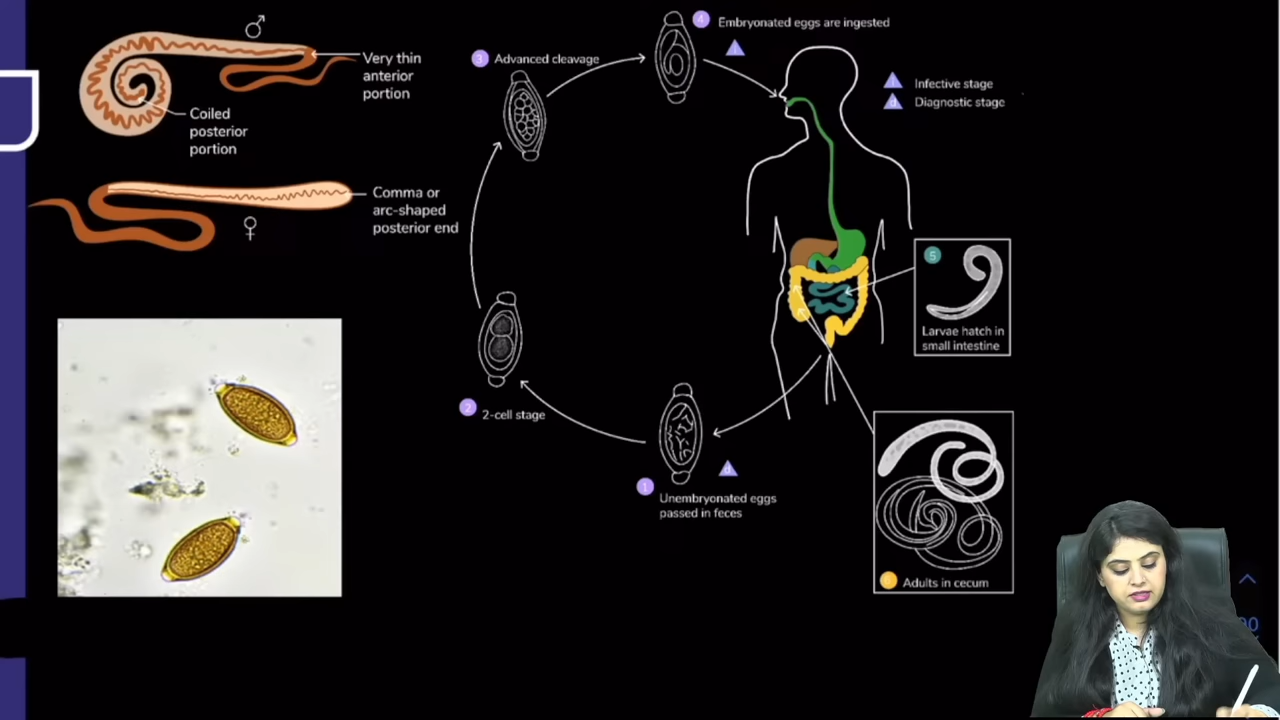 ♂
Very thin
anterior
portion
Coiled
posterior
portion
Comma or
arc-shaped
posterior end
♀
3 Advanced cleavage
4 Embryonated eggs are ingested
i
i Infective stage
d Diagnostic stage
5
Larvae hatch in
small intestine
2 2-cell stage
d
1 Unembryonated eggs
passed in feces
6 Adults in cecum